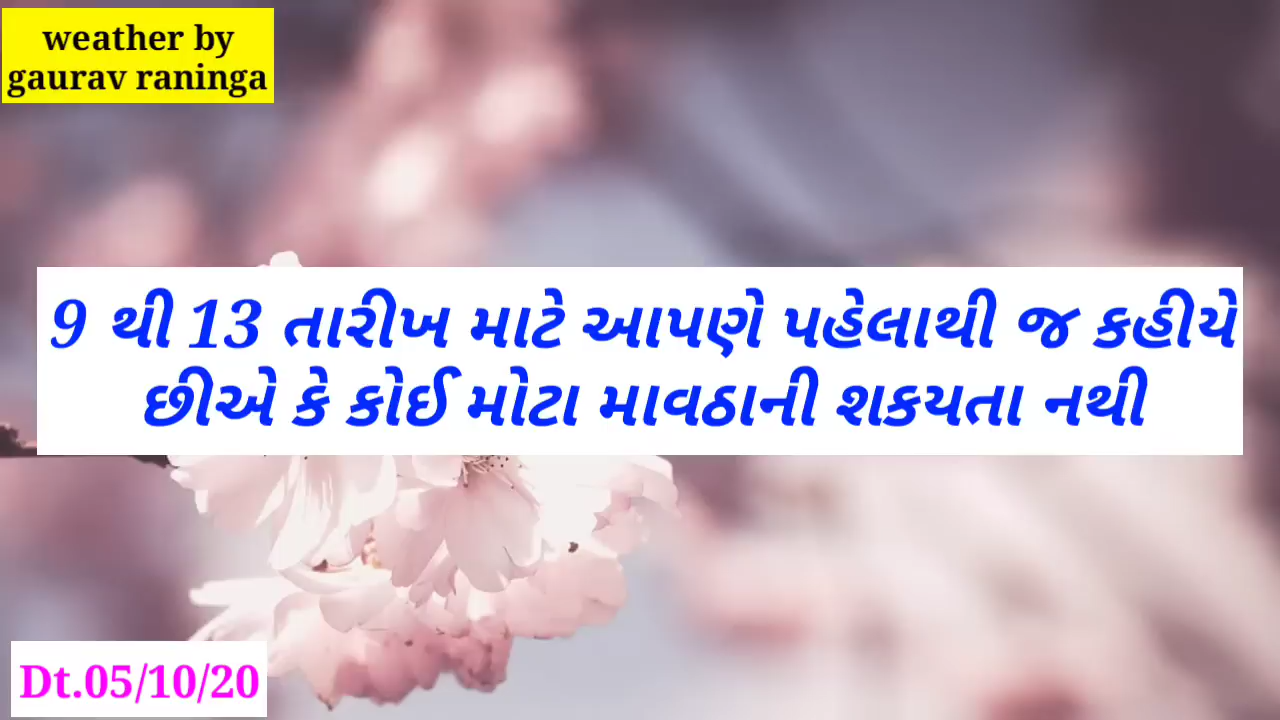 weather by
gaurav raninga
9 થી 13 તારીખ માટે આપણે પહેલાથી જ કહીયે
છીએ કે કોઈ મોટા માવઠાની શકયતા નથી
Dt.05/10/20